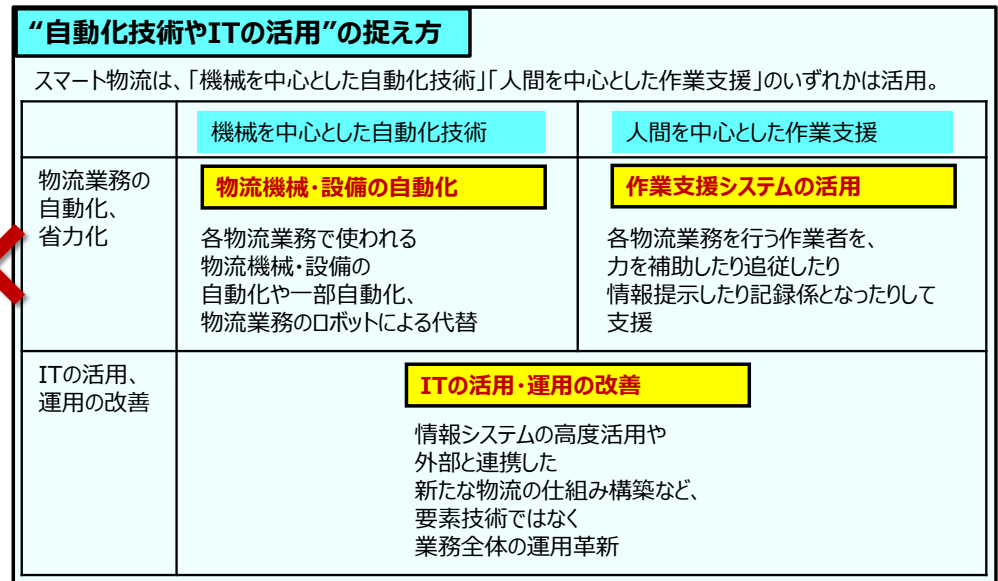 “自動化技術やITの活用”の捉え方
スマート物流は、「機械を中心とした自動化技術」「人間を中心とした作業支援」のいずれかは活用。
機械を中心とした自動化技術
人間を中心とした作業支援
物流業務の
自動化、
省力化
物流機械・設備の自動化
各物流業務で使われる
物流機械・設備の
自動化や一部自動化、
物流業務のロボットによる代替
作業支援システムの活用
各物流業務を行う作業者を、
力を補助したり追従したり
情報提示したり記録係となったりして
支援
ITの活用、
運用の改善
ITの活用・運用の改善
情報システムの高度活用や
外部と連携した
新たな物流の仕組み構築など、
要素技術ではなく
業務全体の運用革新